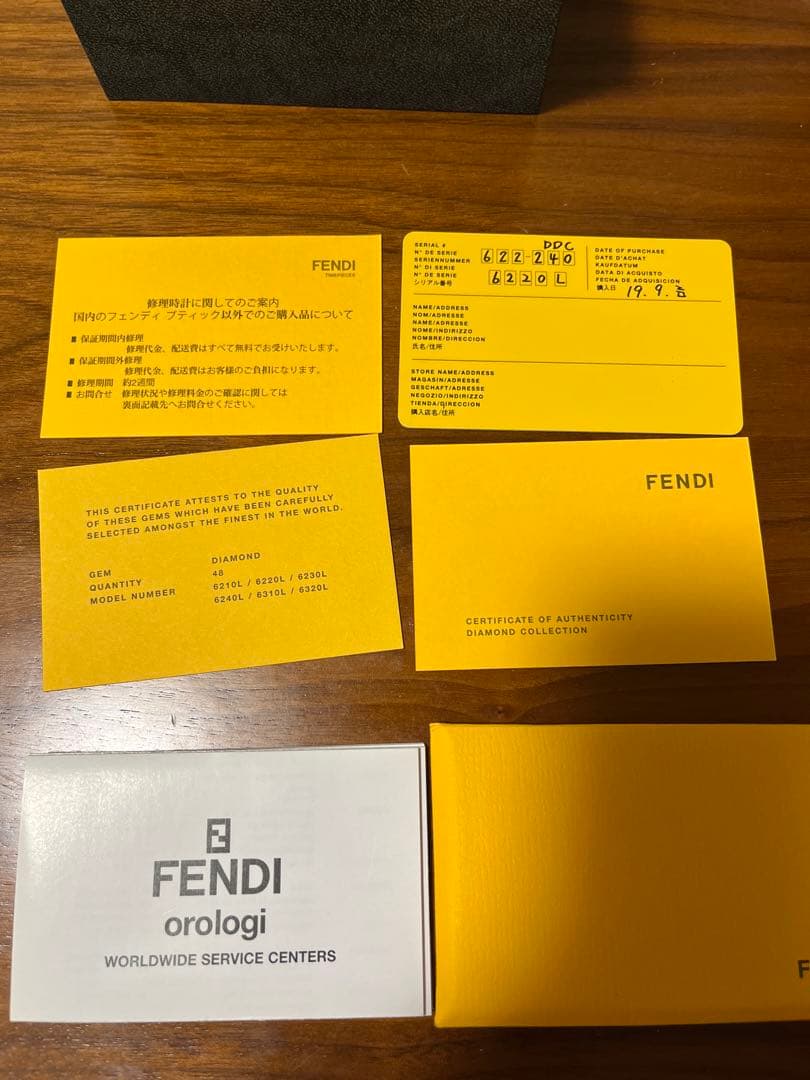 FENDI
TIMEPIECES
修理時計に関してのご案内
国内のフェンディ ブティック以外でのご購入品について
■ 保証期間内修理
修理代金、配送費はすべて無料でお受けいたします。
■ 保証期間外修理
修理代金、配送費はお客様のご負担になります。
■ 修理期間 約2週間
■ お問合せ 修理状況や修理料金のご確認に関しては
裏面記載先へお問合せください。
SERIAL #
N° DE SERIE
SERIENNUMMER
N° DI SERIE
N° DE SERIE
シリアル番号
DDC
622-240
6220L
DATE OF PURCHASE
DATE D'ACHAT
KAUFDATUM
DATA DI ACQUISTO
FECHA DE ADQUISICION
購入日 19.9.
NAME/ADDRESS
NOM/ADRESSE
NAME/ADRESSE
NOME/INDIRIZZO
NOMBRE/DIRECCION
氏名/住所
STORE NAME/ADDRESS
MAGASIN/ADRESSE
GESCHAFT/ADRESSE
NEGOZIO/INDIRIZZO
TIENDA/DIRECCION
購入店名/住所
THIS CERTIFICATE ATTESTS TO THE QUALITY
OF THESE GEMS WHICH HAVE BEEN CAREFULLY
SELECTED AMONGST THE FINEST IN THE WORLD.
GEM DIAMOND
QUANTITY 48
MODEL NUMBER 6210L / 6220L / 6230L
6240L / 6310L / 6320L
FENDI
CERTIFICATE OF AUTHENTICITY
DIAMOND COLLECTION
FENDI
orologi
WORLDWIDE SERVICE CENTERS
F